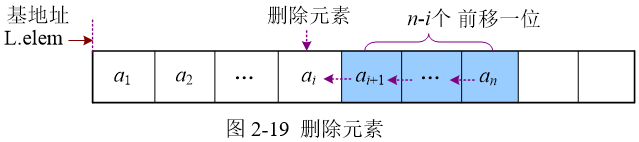 基地址
L.elem
删除元素
n-i个 前移一位
a1 a2 ... ai ai+1 ... an
图 2-19 删除元素